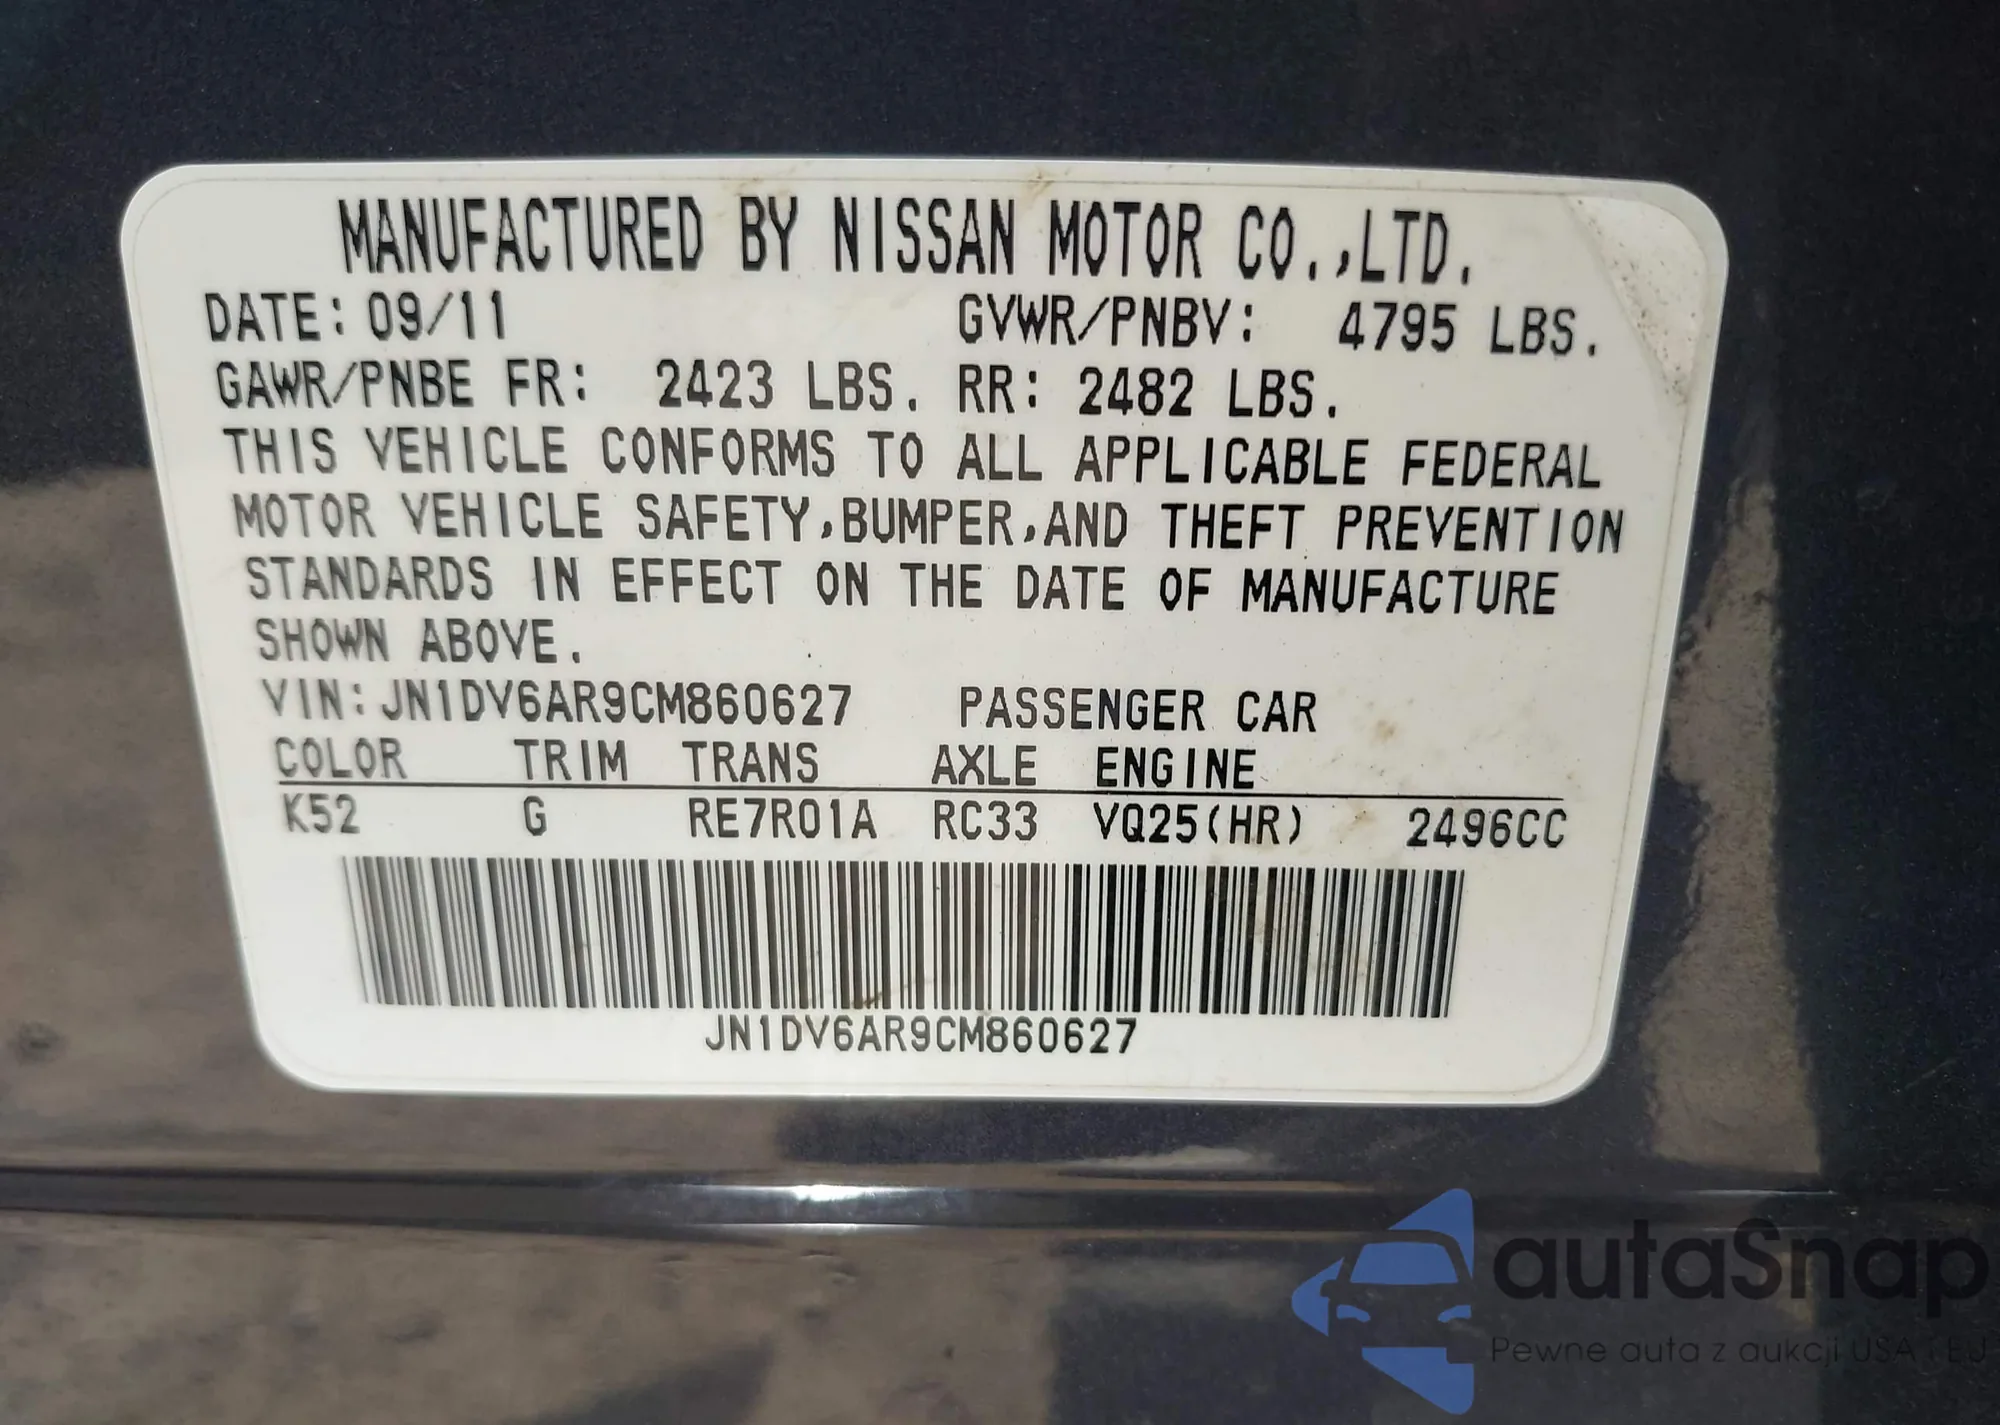 MANUFACTURED BY NISSAN MOTOR CO.,LTD.
DATE: 09/11 GVWR/PNBV: 4795 LBS.
GAWR/PNBE FR: 2423 LBS. RR: 2482 LBS.
THIS VEHICLE CONFORMS TO ALL APPLICABLE FEDERAL
MOTOR VEHICLE SAFETY,BUMPER,AND THEFT PREVENTION
STANDARDS IN EFFECT ON THE DATE OF MANUFACTURE
SHOWN ABOVE.
VIN:JN1DV6AR9CM860627 PASSENGER CAR
COLOR TRIM TRANS AXLE ENGINE
K52 G RE7R01A RC33 VQ25(HR) 2496CC
JN1DV6AR9CM860627
autaSnap
Pewne auta z aukcji USA i EU